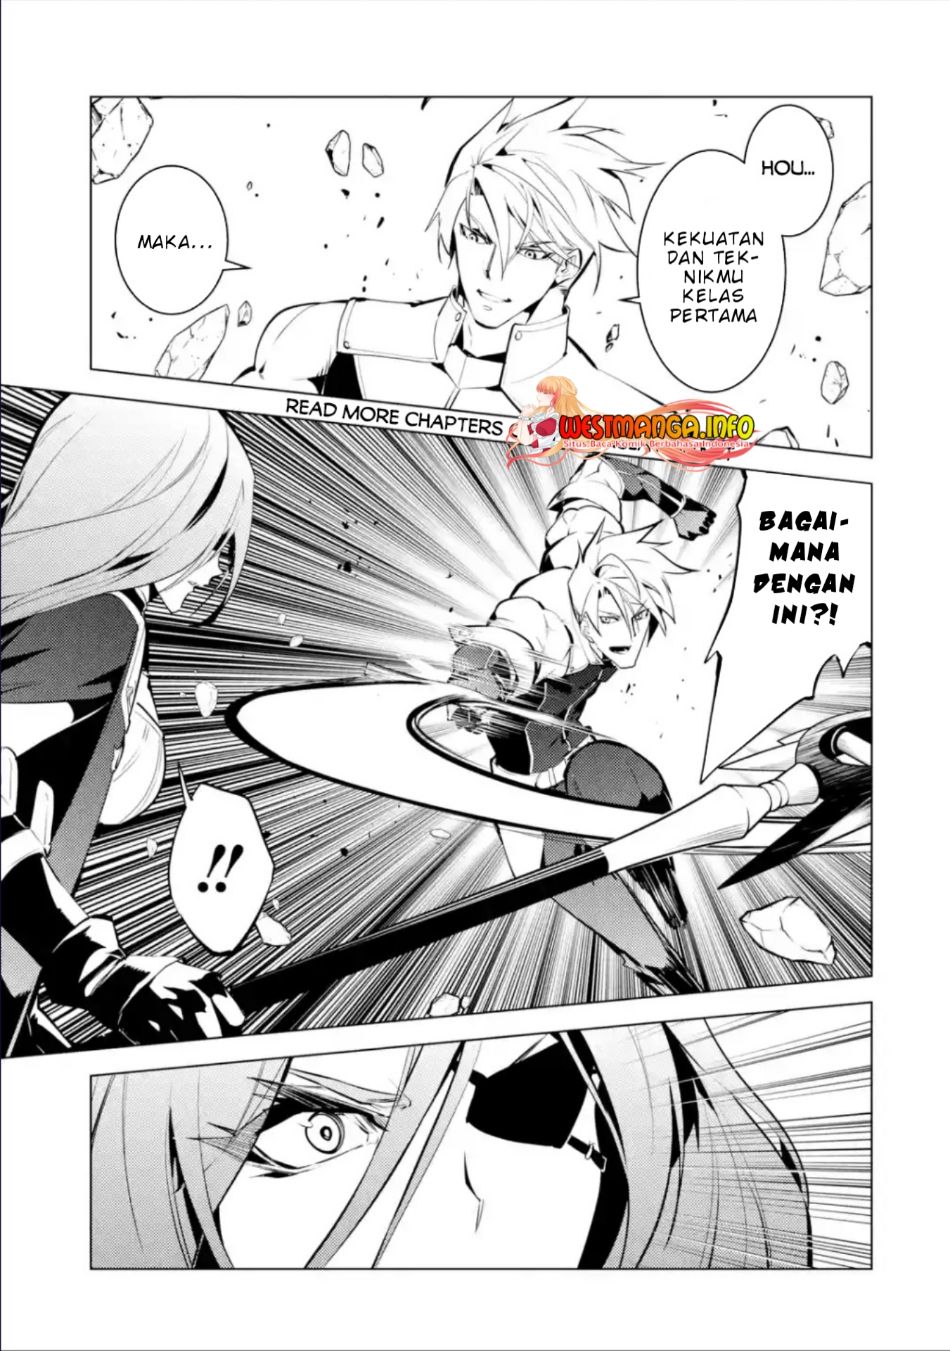 HOU...
KEKUATAN
DAN TEK-
NIKMU
KELAS
PERTAMA
MAKA...
READ MORE CHAPTERS
WESTMANGA.INFO
Situs Baca Komik Berbahasa Indonesia
BAGAI-
MANA
DENGAN
INI?!
!!